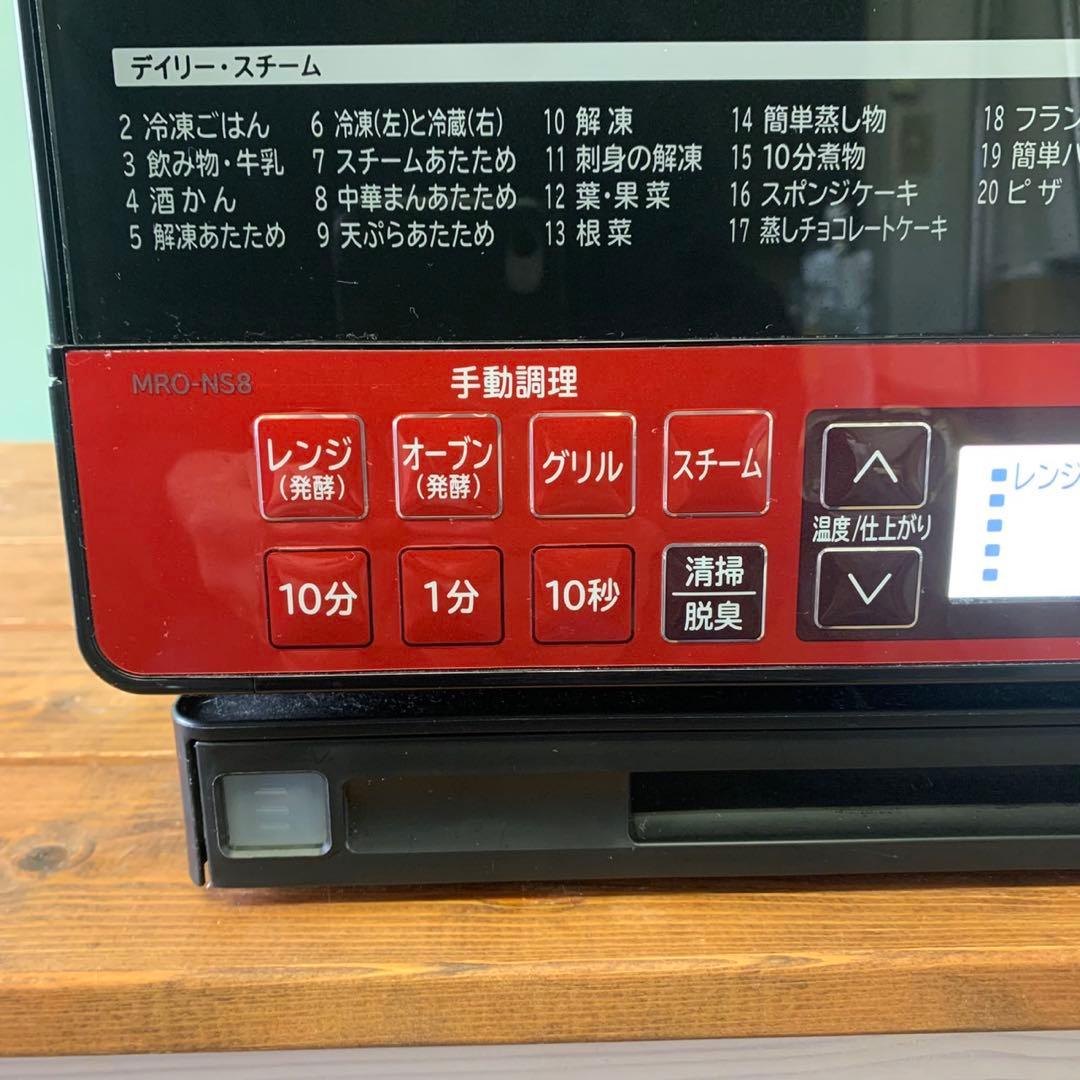 デイリー・スチーム
2 冷凍ごはん
3 飲み物・牛乳
4 酒かん
5 解凍あたため
6 冷凍(左)と冷蔵(右)
7 スチームあたため
8 中華まんあたため
9 天ぷらあたため
10 解凍
11 刺身の解凍
12 葉・果菜
13 根菜
14 簡単蒸し物
15 10分煮物
16 スポンジケーキ
17 蒸しチョコレートケーキ
18 フラン
19 簡単パ
20 ピザ
MRO-NS8
手動調理
レンジ
(発酵)
オーブン
(発酵)
グリル
スチーム
10分
1分
10秒
清掃
脱臭
温度/仕上がり
レンジ